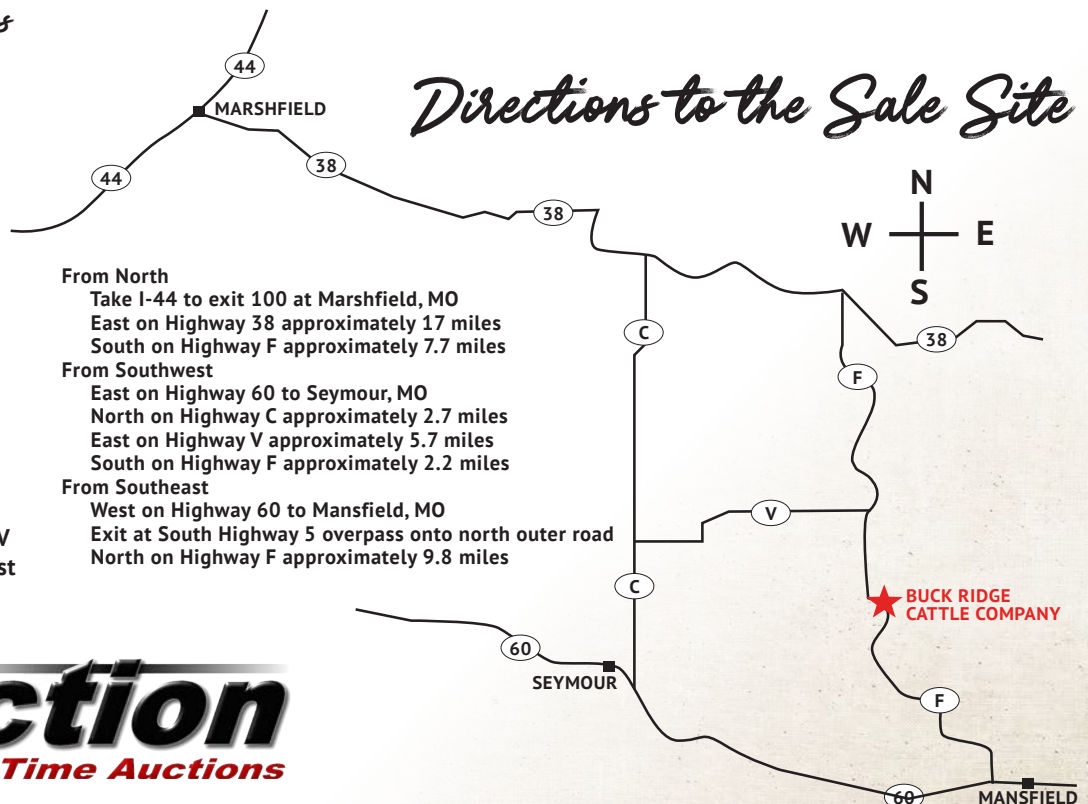 s
44
MARSHFIELD
Directions to the Sale Site
44
38
38
N
W E
S
From North
Take I-44 to exit 100 at Marshfield, MO
East on Highway 38 approximately 17 miles
South on Highway F approximately 7.7 miles
From Southwest
East on Highway 60 to Seymour, MO
North on Highway C approximately 2.7 miles
East on Highway V approximately 5.7 miles
South on Highway F approximately 2.2 miles
From Southeast
West on Highway 60 to Mansfield, MO
Exit at South Highway 5 overpass onto north outer road
North on Highway F approximately 9.8 miles
C
38
F
V
V
st
C
BUCK RIDGE
CATTLE COMPANY
60
SEYMOUR
F
ction
Time Auctions
60
MANSFIELD